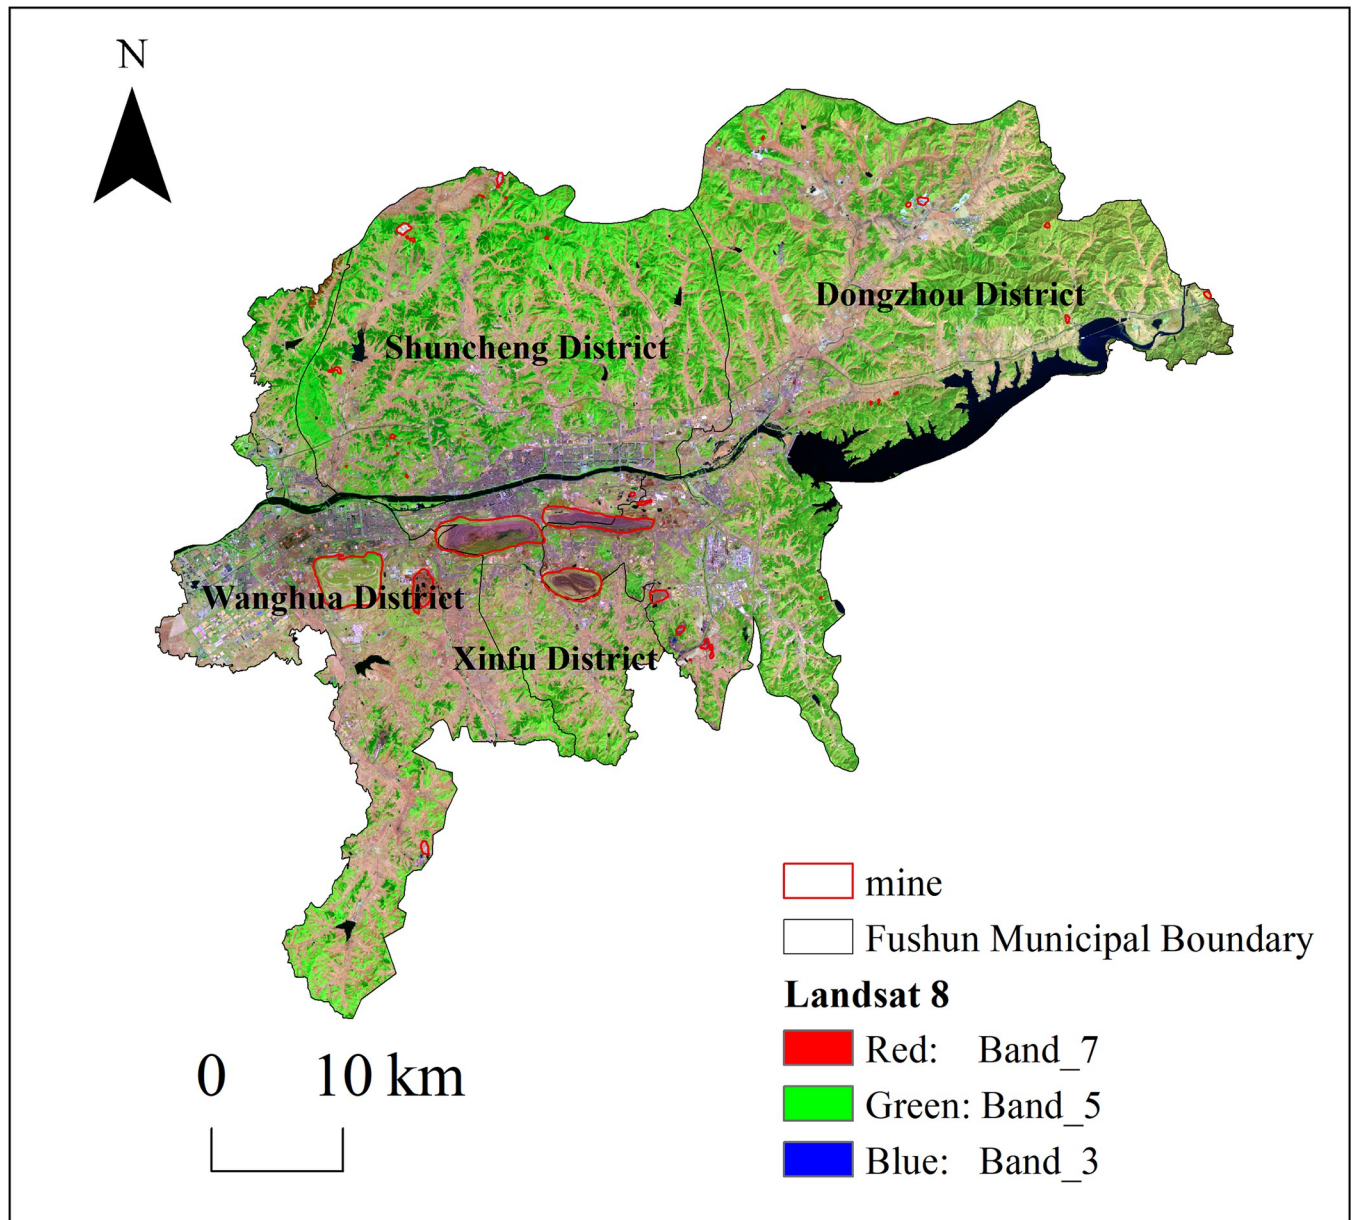 N
Dongzhou District
Shuncheng District
Wanghua District
Xinfu District
mine
Fushun Municipal Boundary
Landsat 8
Red: Band_7
Green: Band_5
Blue: Band_3
0 10 km